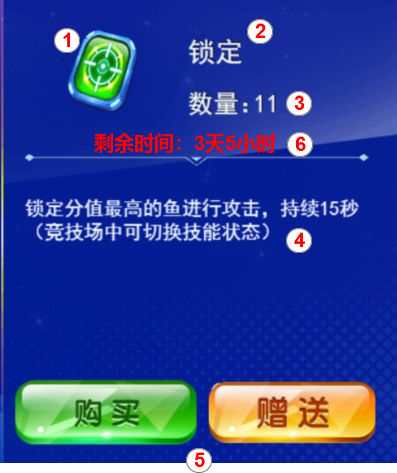 ① ② 锁定
数量:11 ③
剩余时间：3天5小时 ⑥
锁定分值最高的鱼进行攻击，持续15秒
（竞技场中可切换技能状态） ④
购买 赠送
⑤